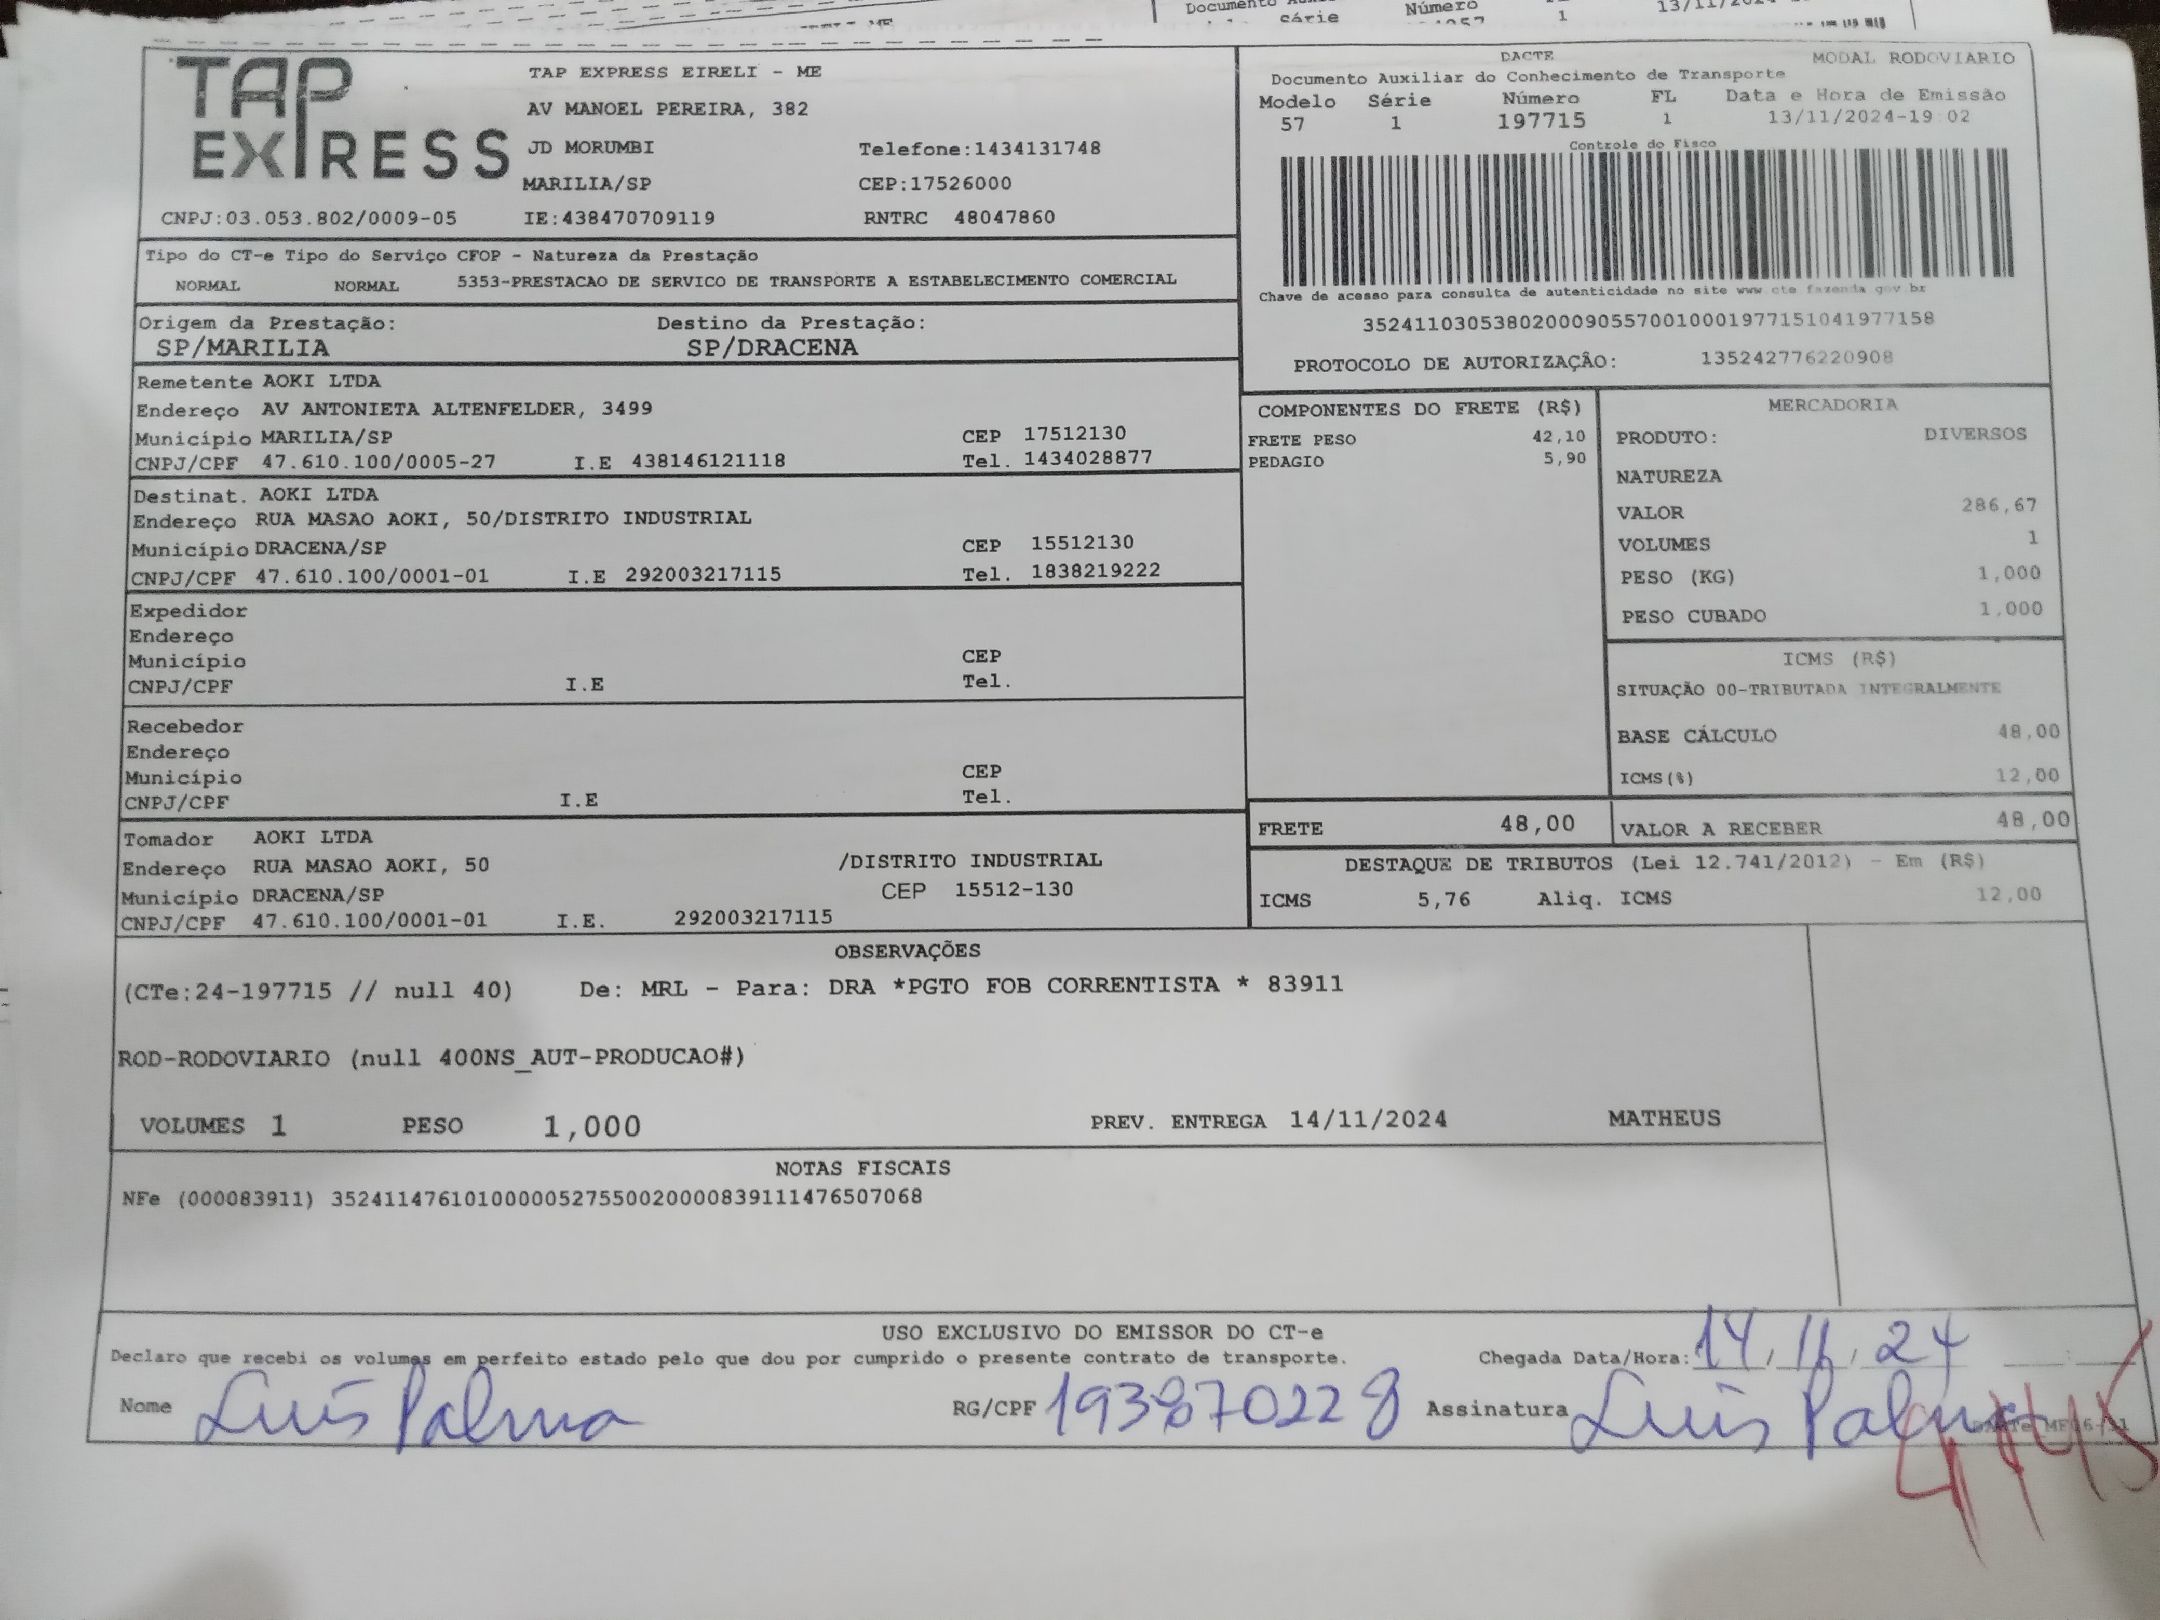 TAP EXPRESS
TAP EXPRESS EIRELI - ME
AV MANOEL PEREIRA, 382
JD MORUMBI Telefone:1434131748
MARILIA/SP CEP:17526000
CNPJ:03.053.802/0009-05 IE:438470709119 RNTRC 48047860
DACTE MODAL RODOVIARIO
Documento Auxiliar do Conhecimento de Transporte
Modelo Série Número FL Data e Hora de Emissão
57 1 197715 1 13/11/2024-19:02
Controle do Fisco
Chave de acesso para consulta de autenticidade no site www.cte.fazenda.gov.br
35241103053802000905570010001977151041977158
PROTOCOLO DE AUTORIZAÇÃO: 135242776220908
Tipo do CT-e Tipo do Serviço CFOP - Natureza da Prestação
NORMAL NORMAL 5353-PRESTACAO DE SERVICO DE TRANSPORTE A ESTABELECIMENTO COMERCIAL
Origem da Prestação: Destino da Prestação:
SP/MARILIA SP/DRACENA
Remetente AOKI LTDA
Endereço AV ANTONIETA ALTENFELDER, 3499
Município MARILIA/SP CEP 17512130
CNPJ/CPF 47.610.100/0005-27 I.E 438146121118 Tel. 1434028877
Destinat. AOKI LTDA
Endereço RUA MASAO AOKI, 50/DISTRITO INDUSTRIAL
Município DRACENA/SP CEP 15512130
CNPJ/CPF 47.610.100/0001-01 I.E 292003217115 Tel. 1838219222
Expedidor
Endereço
Município CEP
CNPJ/CPF I.E Tel.
Recebedor
Endereço
Município CEP
CNPJ/CPF I.E Tel.
Tomador AOKI LTDA
Endereço RUA MASAO AOKI, 50 /DISTRITO INDUSTRIAL
Município DRACENA/SP CEP 15512-130
CNPJ/CPF 47.610.100/0001-01 I.E. 292003217115
COMPONENTES DO FRETE (R$)
FRETE PESO 42,10
PEDAGIO 5,90
MERCADORIA
PRODUTO: DIVERSOS
NATUREZA
VALOR 286,67
VOLUMES 1
PESO (KG) 1,000
PESO CUBADO 1,000
ICMS (R$)
SITUAÇÃO 00-TRIBUTADA INTEGRALMENTE
BASE CÁLCULO 48,00
ICMS(%) 12,00
FRETE 48,00 VALOR A RECEBER 48,00
DESTAQUE DE TRIBUTOS (Lei 12.741/2012) - Em (R$)
ICMS 5,76 Aliq. ICMS 12,00
OBSERVAÇÕES
(CTe:24-197715 // null 40) De: MRL - Para: DRA *PGTO FOB CORRENTISTA * 83911
ROD-RODOVIARIO (null 400NS_AUT-PRODUCAO#)
VOLUMES 1 PESO 1,000 PREV. ENTREGA 14/11/2024 MATHEUS
NOTAS FISCAIS
NFe (000083911) 35241147610100000527550020000839111476507068
USO EXCLUSIVO DO EMISSOR DO CT-e
Declaro que recebi os volumes em perfeito estado pelo que dou por cumprido o presente contrato de transporte. Chegada Data/Hora: 14/11/24
Nome Luis Palma RG/CPF 193870228 Assinatura Luis Palma